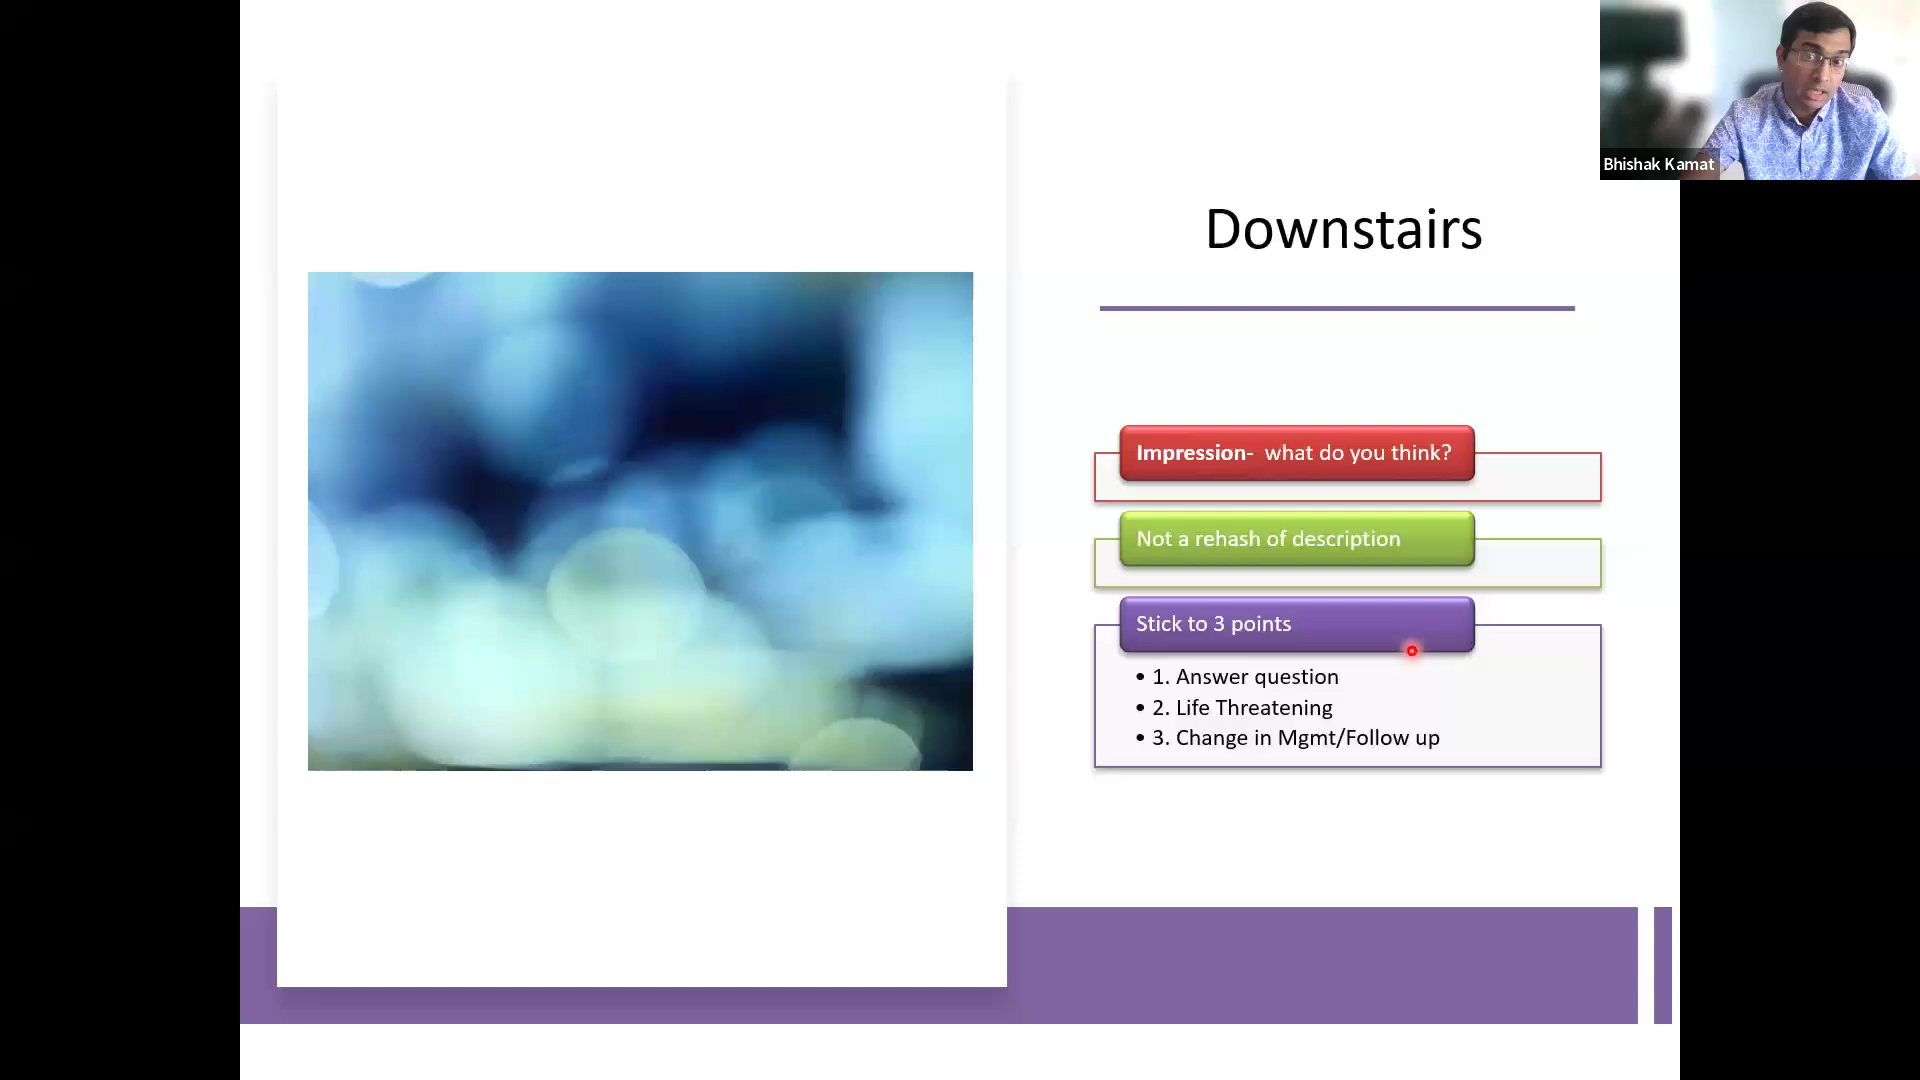 Bhishak Kamat
Downstairs
Impression- what do you think?
Not a rehash of description
Stick to 3 points
• 1. Answer question
• 2. Life Threatening
• 3. Change in Mgmt/Follow up